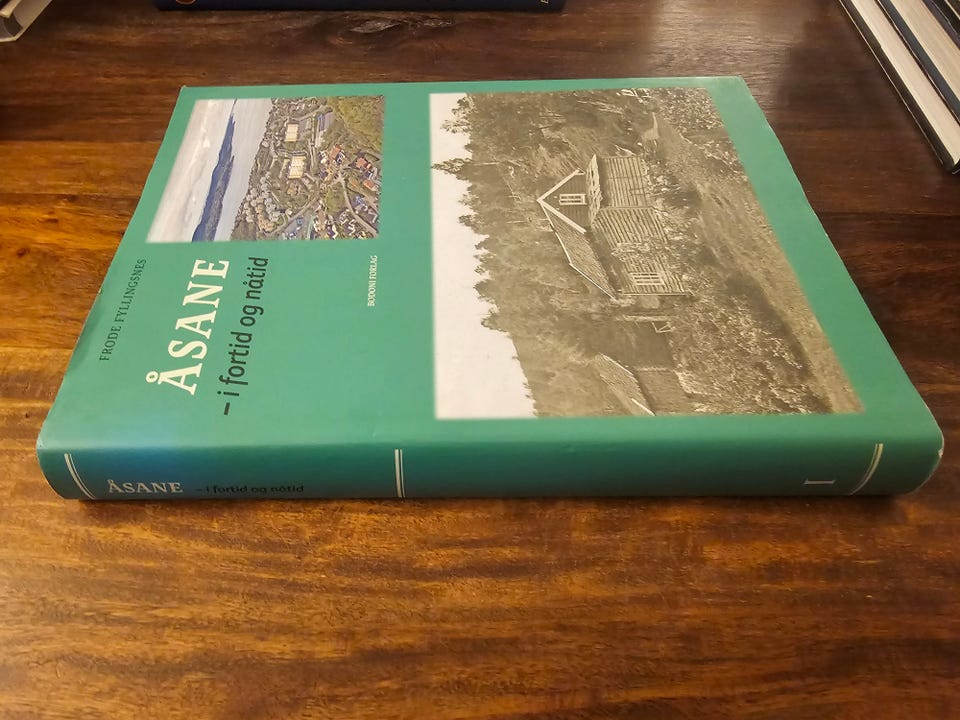 FRODE FYLLINGSNES
ÅSANE
– i fortid og nåtid
BODONI FORLAG
ÅSANE – i fortid og nåtid
I